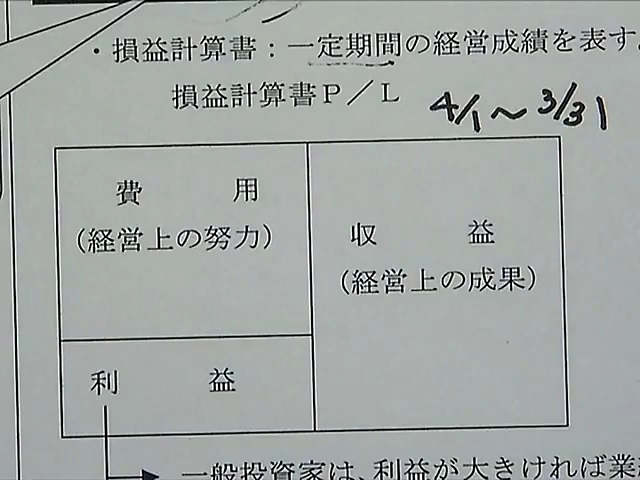 ・損益計算書：一定期間の経営成績を表す
損益計算書Ｐ／Ｌ 4/1～3/31
費 用
(経営上の努力)
収 益
(経営上の成果)
利 益
一般投資家は、利益が大きければ業